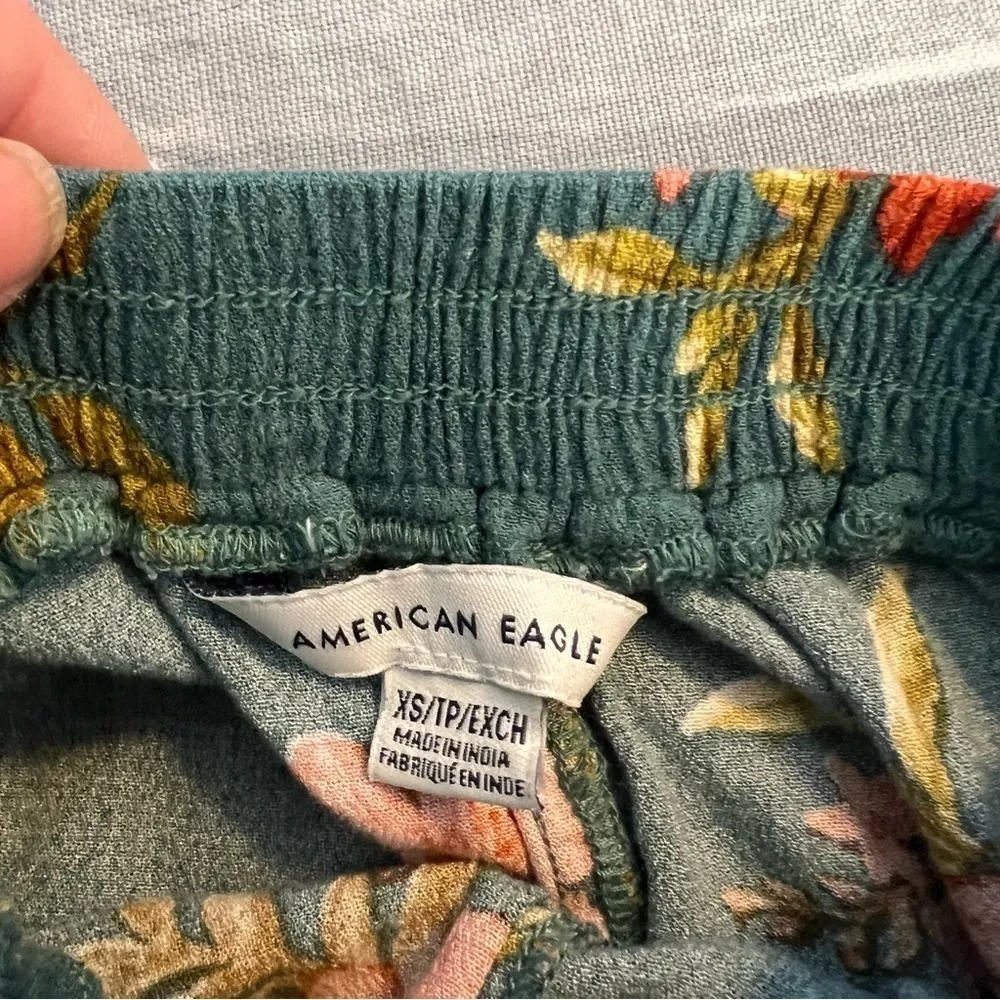 AMERICAN EAGLE
XS/TP/EXCH
MADE IN INDIA
FABRIQUÉ EN INDE